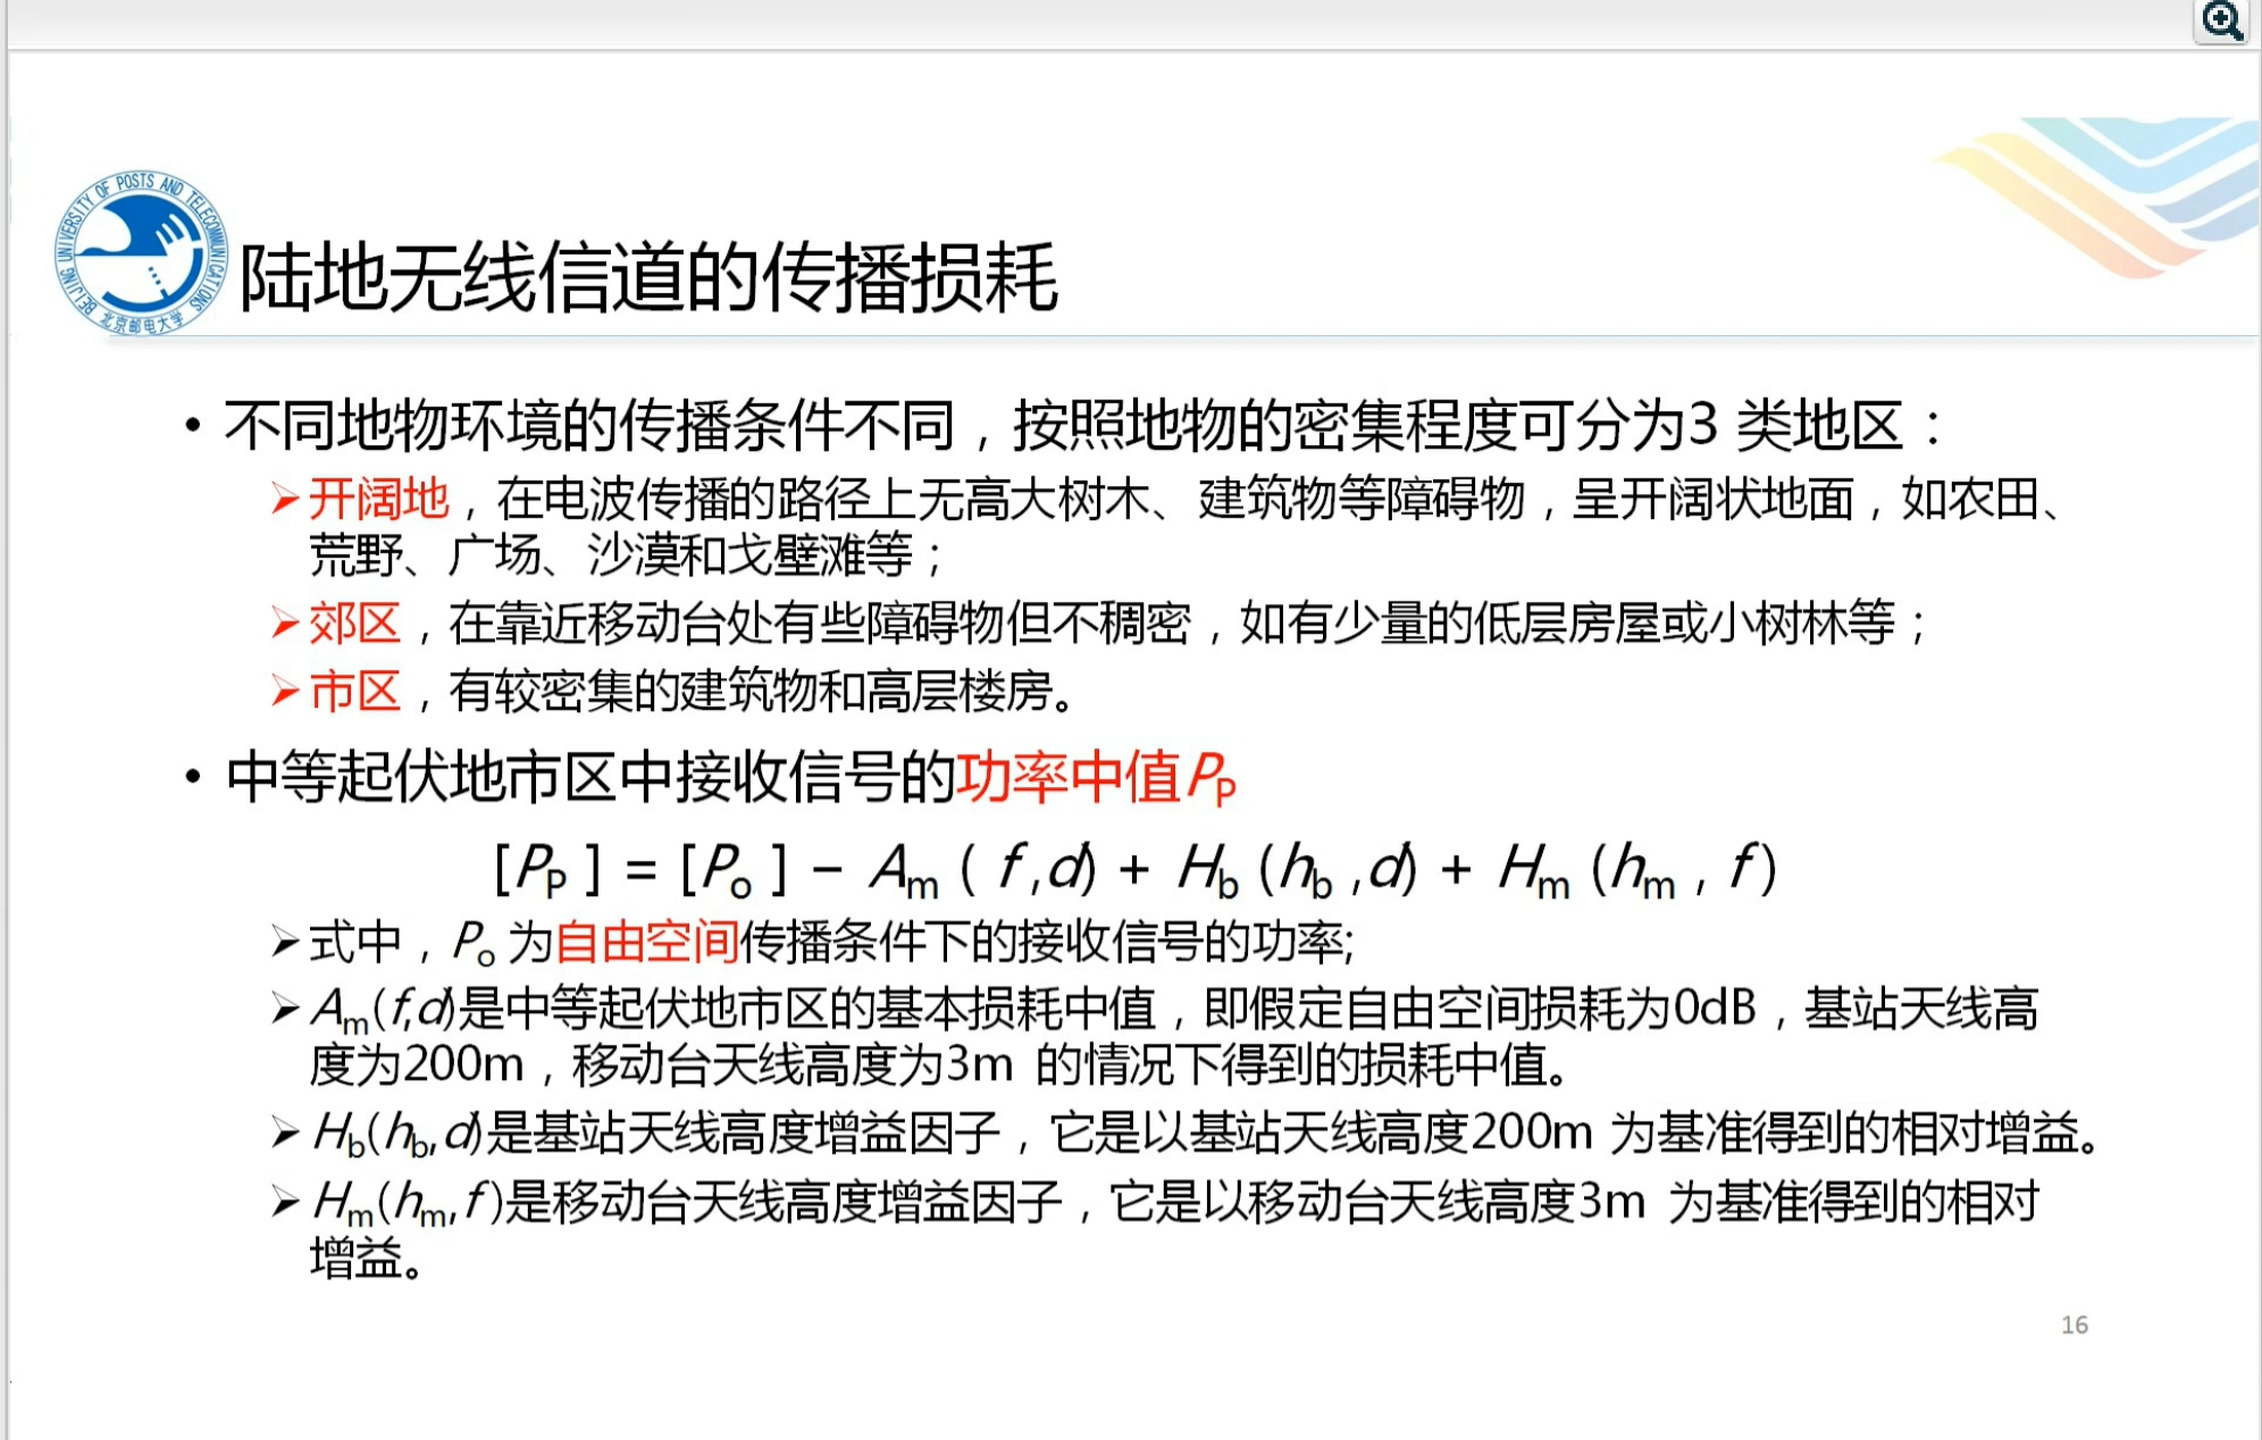 BEIJING UNIVERSITY OF POSTS AND TELECOMMUNICATIONS
北京邮电大学
陆地无线信道的传播损耗
• 不同地物环境的传播条件不同，按照地物的密集程度可分为3 类地区：
➢开阔地，在电波传播的路径上无高大树木、建筑物等障碍物，呈开阔状地面，如农田、
荒野、广场、沙漠和戈壁滩等；
➢郊区，在靠近移动台处有些障碍物但不稠密，如有少量的低层房屋或小树林等；
➢市区，有较密集的建筑物和高层楼房。
• 中等起伏地市区中接收信号的功率中值PP
[PP ] = [Po ] − Am ( f ,d) + Hb (hb ,d) + Hm (hm , f)
➢式中，Po 为自由空间传播条件下的接收信号的功率;
➢Am(f,d)是中等起伏地市区的基本损耗中值，即假定自由空间损耗为0dB，基站天线高
度为200m，移动台天线高度为3m 的情况下得到的损耗中值。
➢Hb(hb,d)是基站天线高度增益因子，它是以基站天线高度200m 为基准得到的相对增益。
➢Hm(hm,f)是移动台天线高度增益因子，它是以移动台天线高度3m 为基准得到的相对
增益。
16